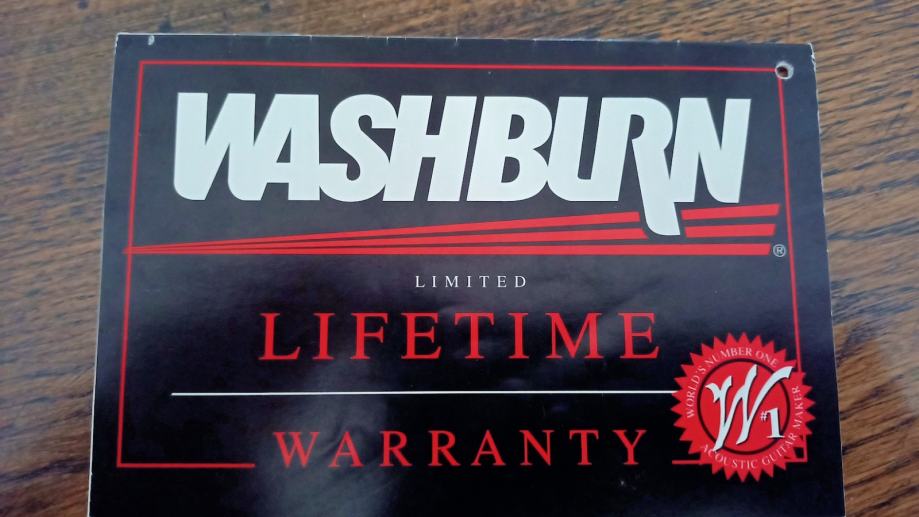 WASHBURN
®
LIMITED
LIFETIME
WARRANTY
WORLD'S NUMBER ONE
W #1
ACOUSTIC GUITAR MAKER